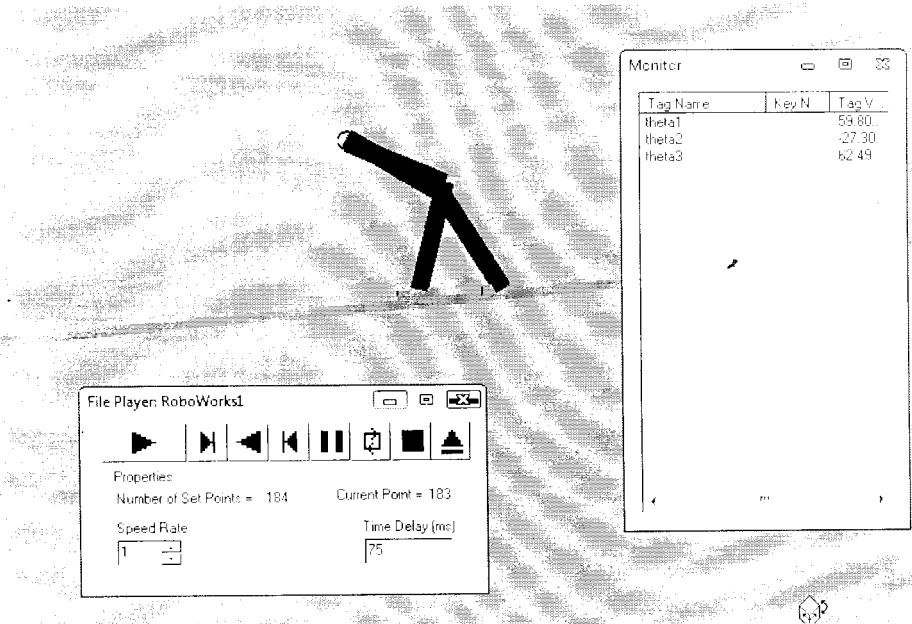 Monitor
Tag Name Key N Tag V...
theta1 59.80...
theta2 -27.30...
theta3 62.49
File Player: RoboWorks1
Properties
Number of Set Points = 184 Current Point = 183
Speed Rate Time Delay (ms)
1 75